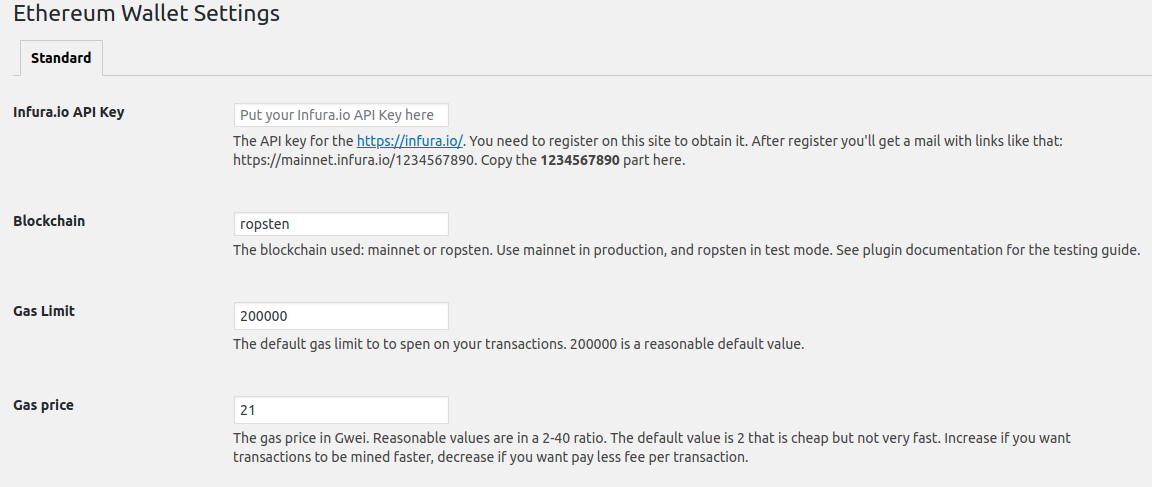 Ethereum Wallet Settings
Standard
Infura.io API Key
Put your Infura.io API Key here
The API key for the https://infura.io/. You need to register on this site to obtain it. After register you'll get a mail with links like that:
https://mainnet.infura.io/1234567890. Copy the 1234567890 part here.
Blockchain
ropsten
The blockchain used: mainnet or ropsten. Use mainnet in production, and ropsten in test mode. See plugin documentation for the testing guide.
Gas Limit
200000
The default gas limit to to spen on your transactions. 200000 is a reasonable default value.
Gas price
21
The gas price in Gwei. Reasonable values are in a 2-40 ratio. The default value is 2 that is cheap but not very fast. Increase if you want
transactions to be mined faster, decrease if you want pay less fee per transaction.